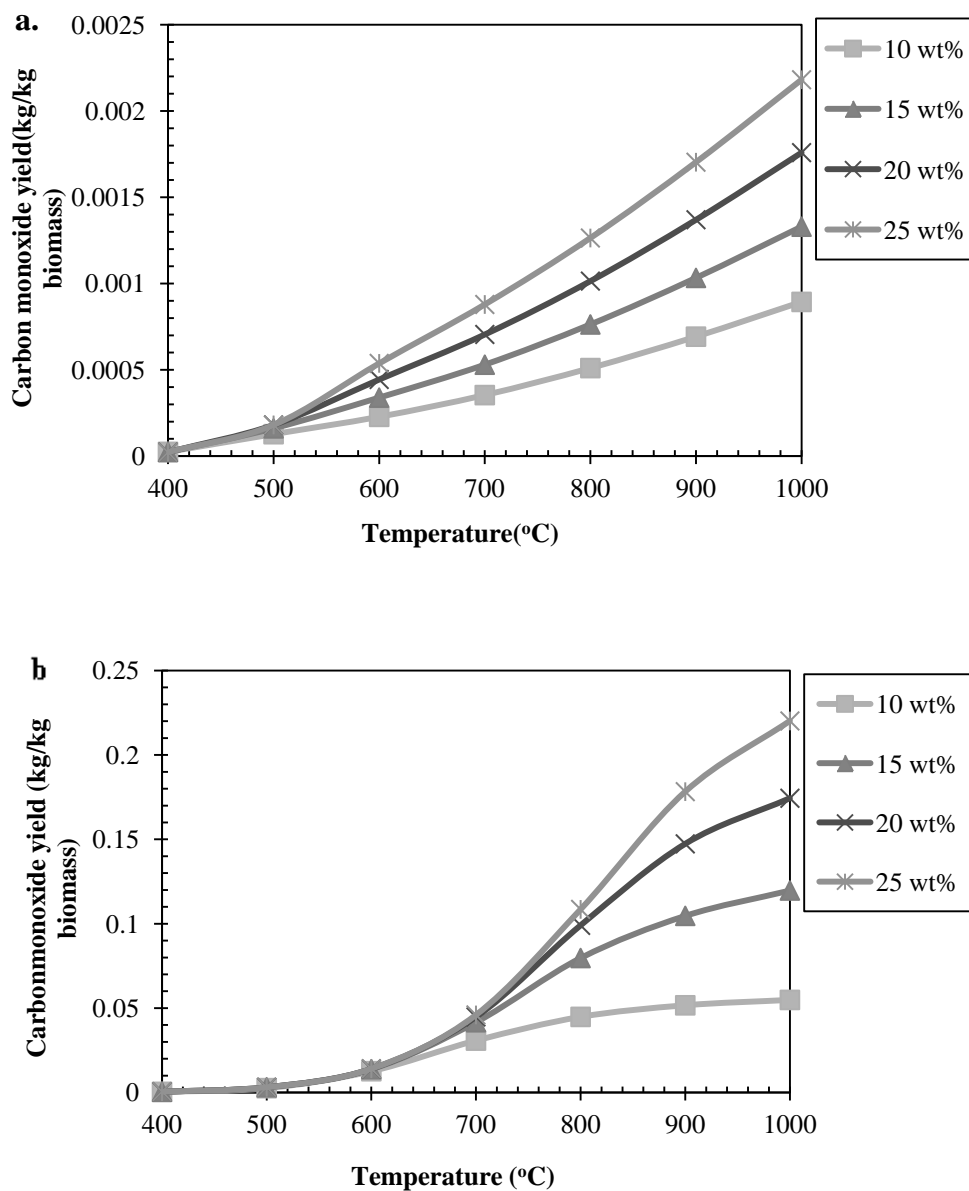 a.
0.0025
0.002
0.0015
0.001
0.0005
0
400 500 600 700 800 900 1000
Carbon monoxide yield(kg/kg
biomass)
Temperature(ᵒC)
10 wt%
15 wt%
20 wt%
25 wt%
b
0.25
0.2
0.15
0.1
0.05
0
400 500 600 700 800 900 1000
Carbonmonoxide yield (kg/kg
biomass)
Temperature (ᵒC)
10 wt%
15 wt%
20 wt%
25 wt%